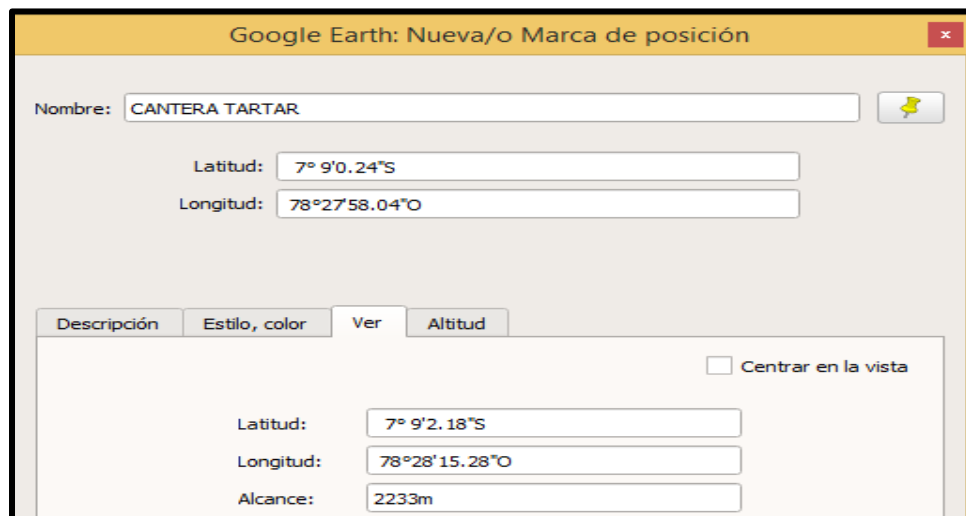 Google Earth: Nueva/o Marca de posición
Nombre: CANTERA TARTAR
Latitud: 7° 9'0.24"S
Longitud: 78°27'58.04"O
Descripción Estilo, color Ver Altitud
Centrar en la vista
Latitud: 7° 9'2.18"S
Longitud: 78°28'15.28"O
Alcance: 2233m